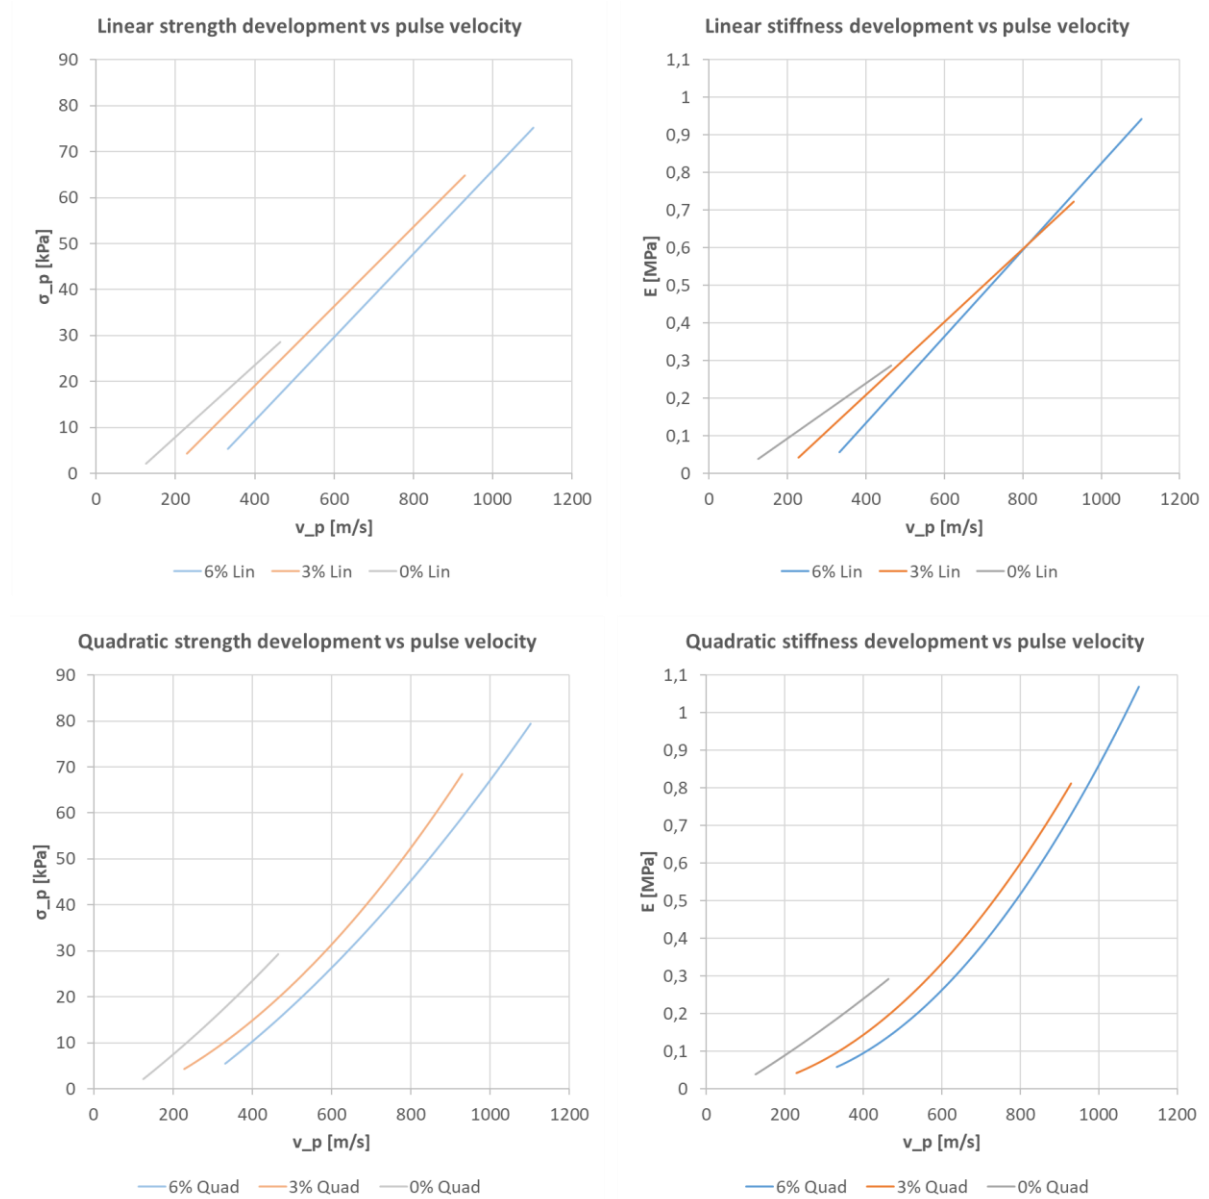 Linear strength development vs pulse velocity
90
80
70
60
50
40
30
20
10
0
σ_p [kPa]
0 200 400 600 800 1000 1200
v_p [m/s]
6% Lin 3% Lin 0% Lin
Linear stiffness development vs pulse velocity
1,1
1
0,9
0,8
0,7
0,6
0,5
0,4
0,3
0,2
0,1
0
E [MPa]
0 200 400 600 800 1000 1200
v_p [m/s]
6% Lin 3% Lin 0% Lin
Quadratic strength development vs pulse velocity
90
80
70
60
50
40
30
20
10
0
σ_p [kPa]
0 200 400 600 800 1000 1200
v_p [m/s]
6% Quad 3% Quad 0% Quad
Quadratic stiffness development vs pulse velocity
1,1
1
0,9
0,8
0,7
0,6
0,5
0,4
0,3
0,2
0,1
0
E [MPa]
0 200 400 600 800 1000 1200
v_p [m/s]
6% Quad 3% Quad 0% Quad